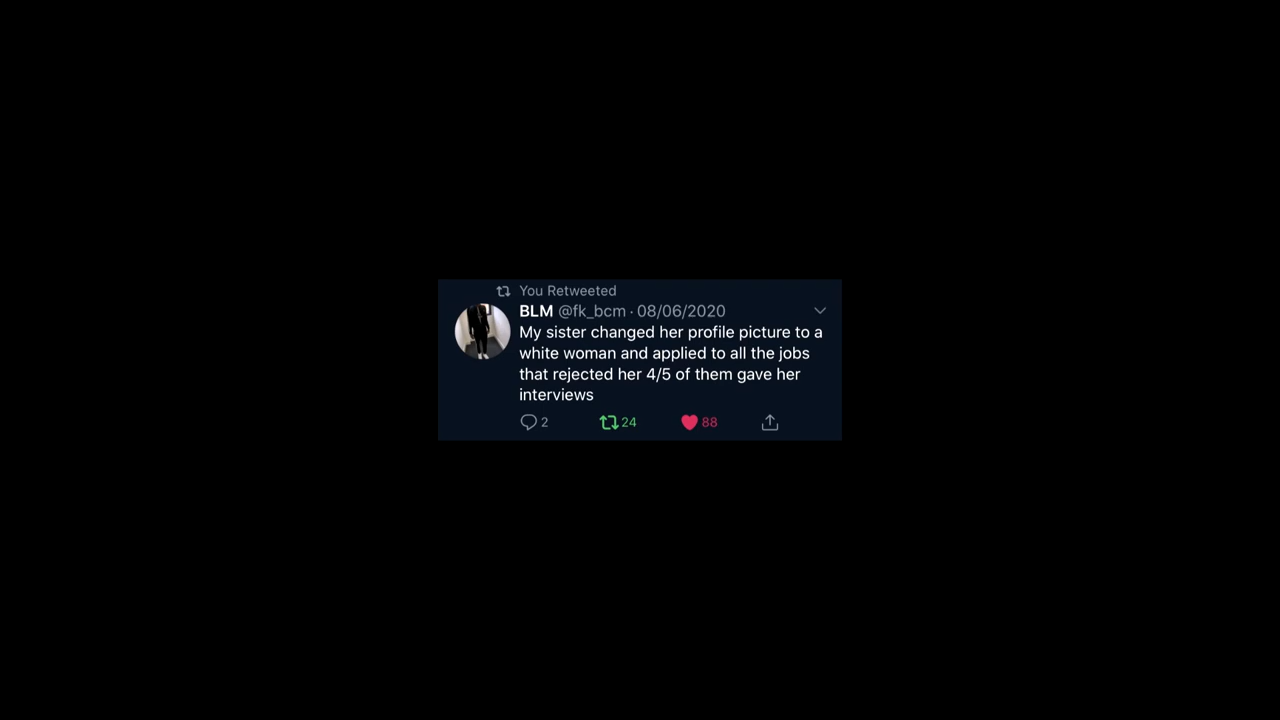 You Retweeted
BLM @fk_bcm · 08/06/2020
My sister changed her profile picture to a
white woman and applied to all the jobs
that rejected her 4/5 of them gave her
interviews
2 24 88